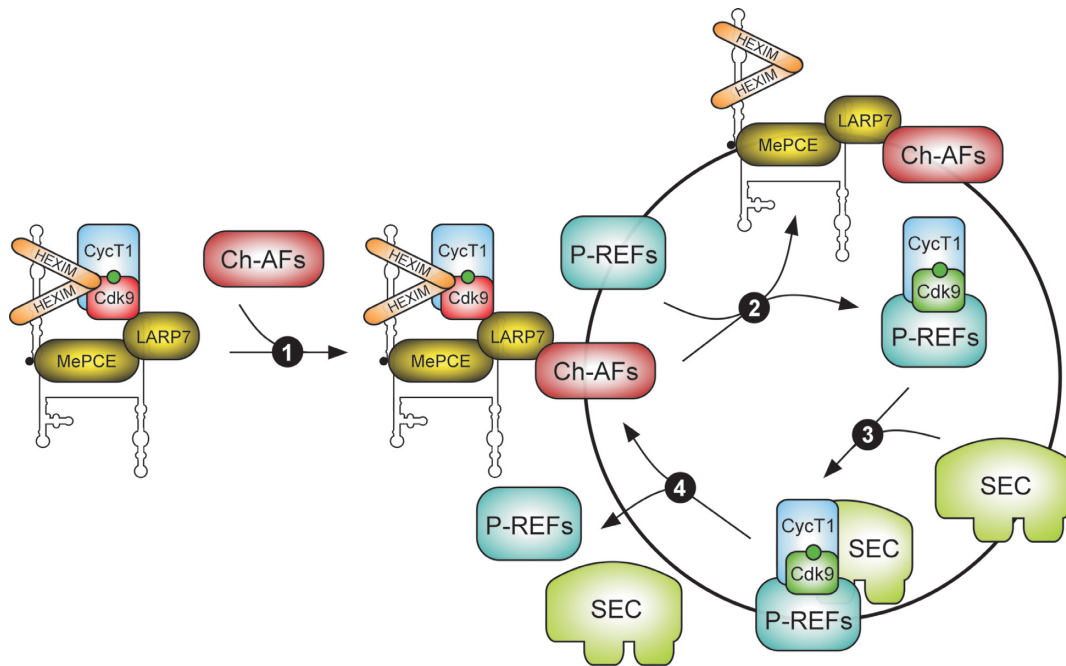 HEXIM
HEXIM
CycT1
Cdk9
LARP7
MePCE
Ch-AFs
1
HEXIM
HEXIM
CycT1
Cdk9
LARP7
MePCE
Ch-AFs
P-REFs
2
HEXIM
HEXIM
LARP7
MePCE
Ch-AFs
CycT1
Cdk9
P-REFs
3
SEC
CycT1
SEC
Cdk9
P-REFs
4
P-REFs
SEC